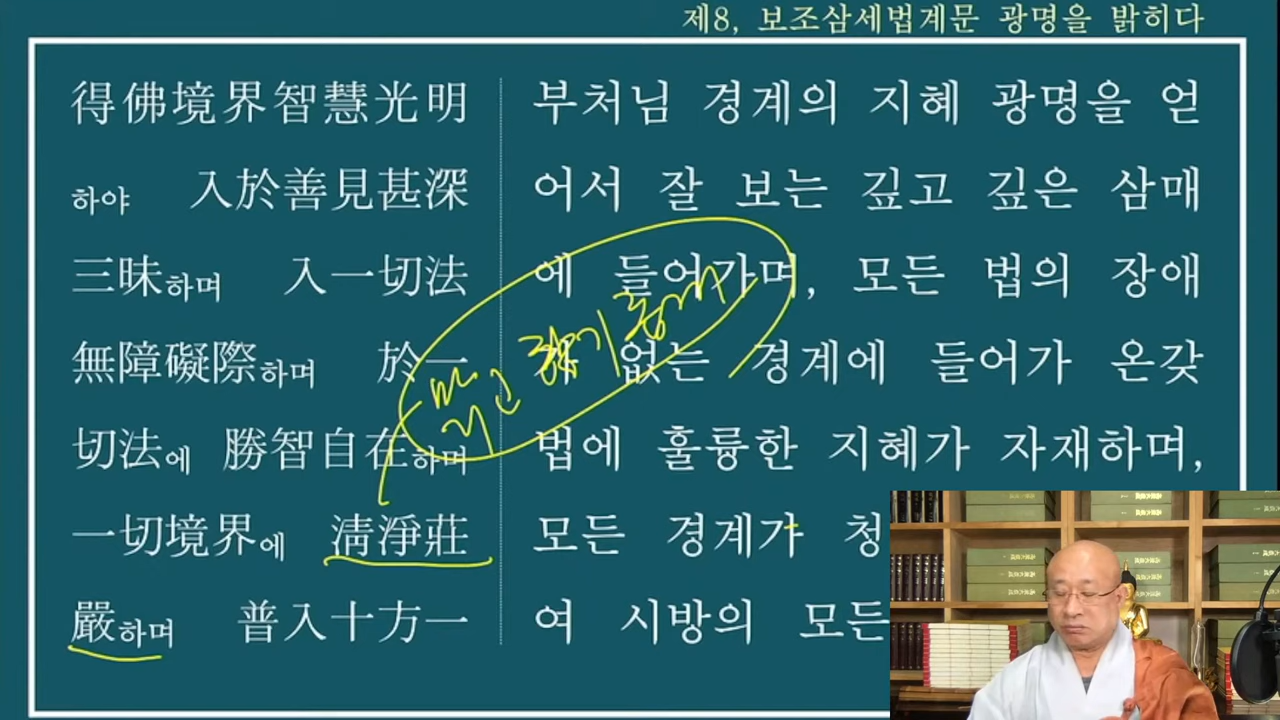 제8, 보조삼세법계문 광명을 밝히다
得佛境界智慧光明
하야 入於善見甚深
三昧하며 入一切法
無障礙際하며 於一
切法에 勝智自在하며
一切境界에 淸淨莊
嚴하며 普入十方一
부처님 경계의 지혜 광명을 얻
어서 잘 보는 깊고 깊은 삼매
에 들어가며, 모든 법의 장애
없는 경계에 들어가 온갖
법에 훌륭한 지혜가 자재하며,
모든 경계가 청
여 시방의 모든